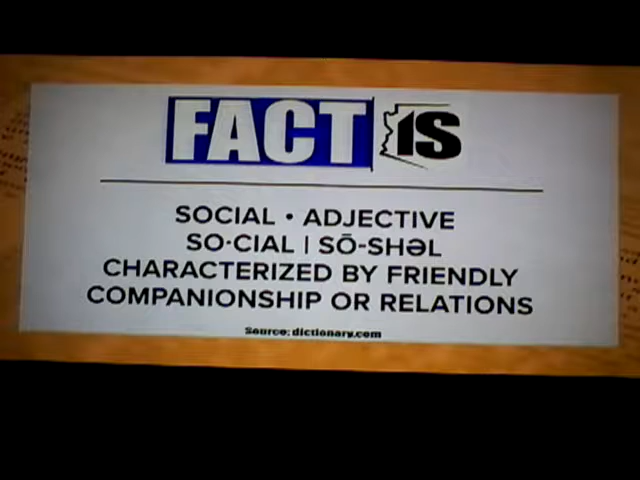 FACT IS
SOCIAL • ADJECTIVE
SO·CIAL | SŌ-SHƏL
CHARACTERIZED BY FRIENDLY
COMPANIONSHIP OR RELATIONS
Source: dictionary.com